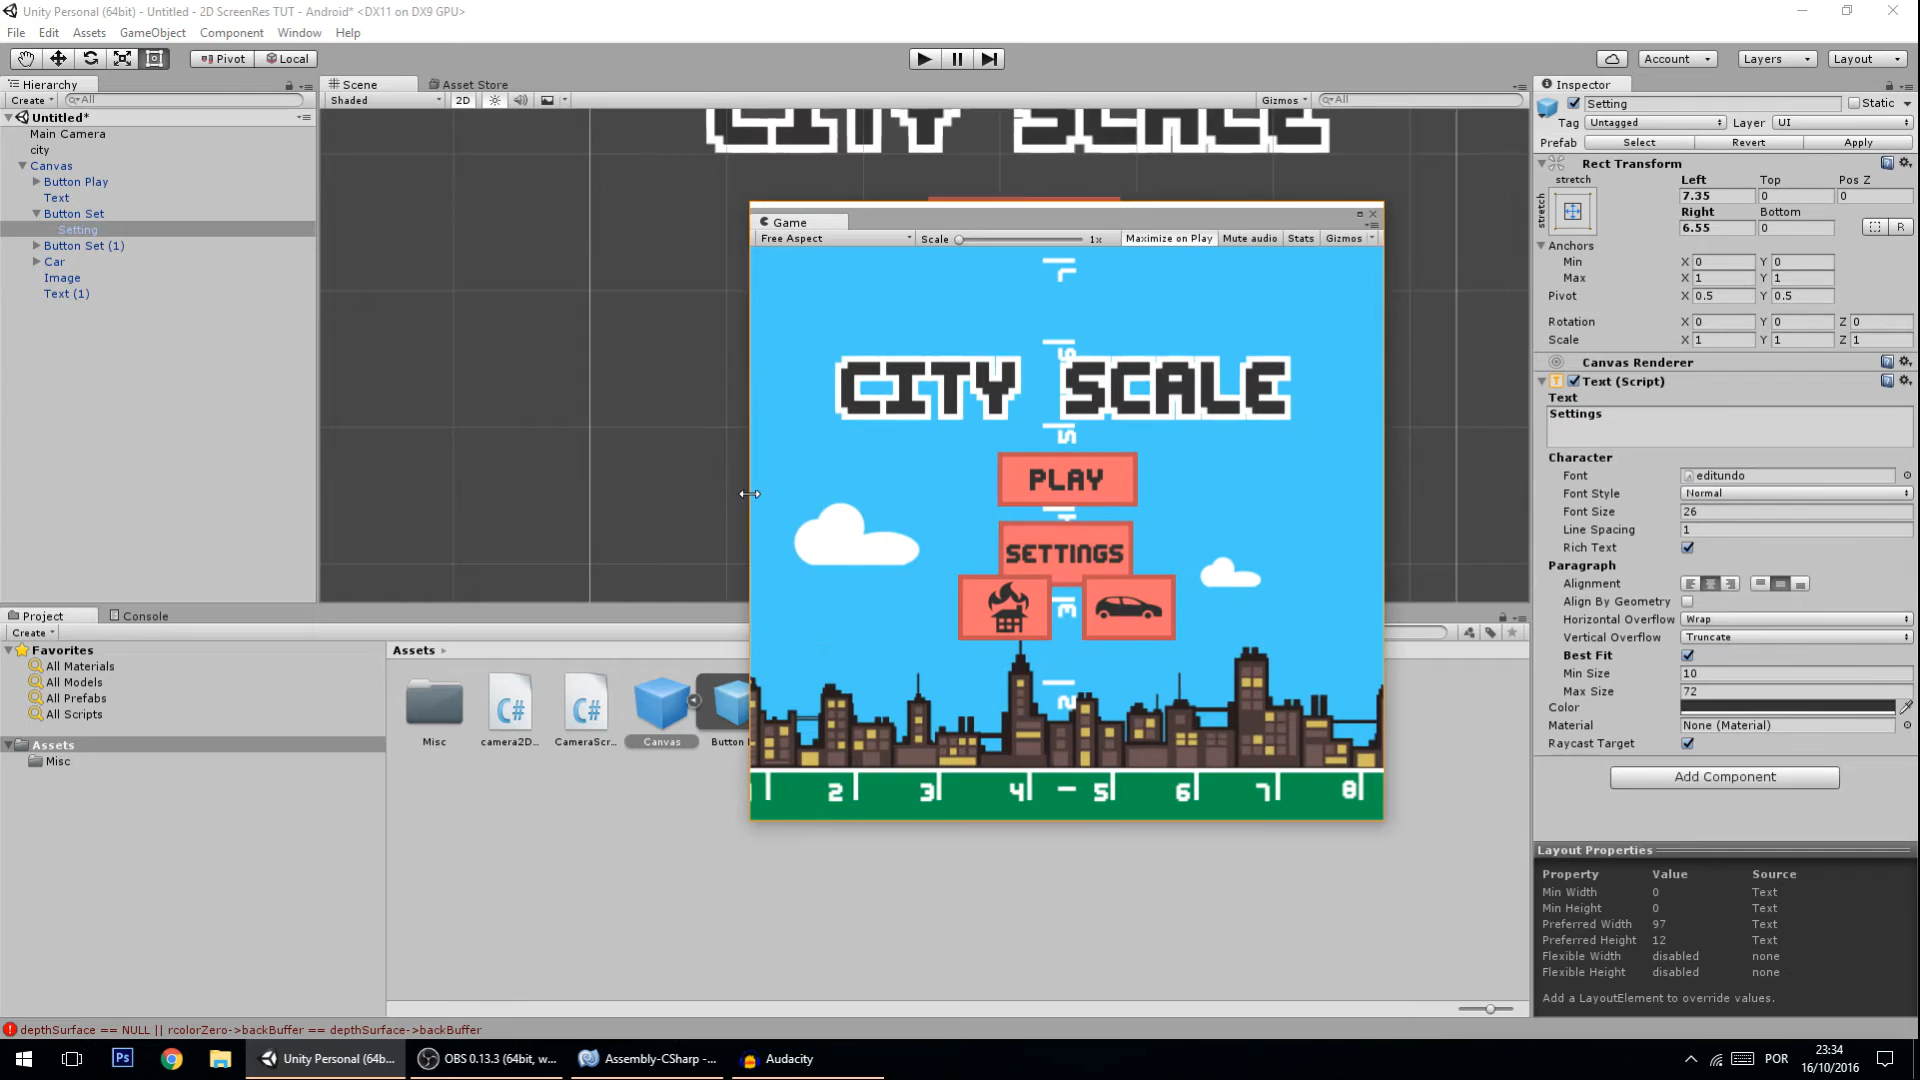 Unity Personal (64bit) - Untitled - 2D ScreenRes TUT - Android* <DX11 on DX9 GPU>
File Edit Assets GameObject Component Window Help
Pivot Local Account Layers Layout
Hierarchy Scene Asset Store Inspector
Create All Shaded 2D Gizmos All Setting Static
Untitled* Tag Untagged Layer UI
Main Camera Prefab Select Revert Apply
city
Canvas
Button Play
Text
Button Set
Setting
Button Set (1)
Car
Image
Text (1)
CITY SCALE
Game
Free Aspect Scale 1x Maximize on Play Mute audio Stats Gizmos
CITY SCALE
PLAY
SETTINGS
7
6
5
3
2
2 3 4 5 6 7 8
Rect Transform
stretch Left Top Pos Z
stretch 7.35 0 0
Right Bottom
6.55 0 R
Anchors
Min X 0 Y 0
Max X 1 Y 1
Pivot X 0.5 Y 0.5
Rotation X 0 Y 0 Z 0
Scale X 1 Y 1 Z 1
Canvas Renderer
Text (Script)
Text
Settings
Character
Font editundo
Font Style Normal
Font Size 26
Line Spacing 1
Rich Text
Paragraph
Alignment
Align By Geometry
Horizontal Overflow Wrap
Vertical Overflow Truncate
Best Fit
Min Size 10
Max Size 72
Color
Material None (Material)
Raycast Target
Add Component
Layout Properties
Property Value Source
Min Width 0 Text
Min Height 0 Text
Preferred Width 97 Text
Preferred Height 12 Text
Flexible Width disabled none
Flexible Height disabled none
Add a LayoutElement to override values.
Project Console
Create
Favorites
All Materials
All Models
All Prefabs
All Scripts
Assets
Misc
Assets
Misc camera2D... CameraScr... Canvas Button
depthSurface == NULL || rcolorZero->backBuffer == depthSurface->backBuffer
Ps Unity Personal (64b... OBS 0.13.3 (64bit, w... Assembly-CSharp -... Audacity POR 23:34
16/10/2016